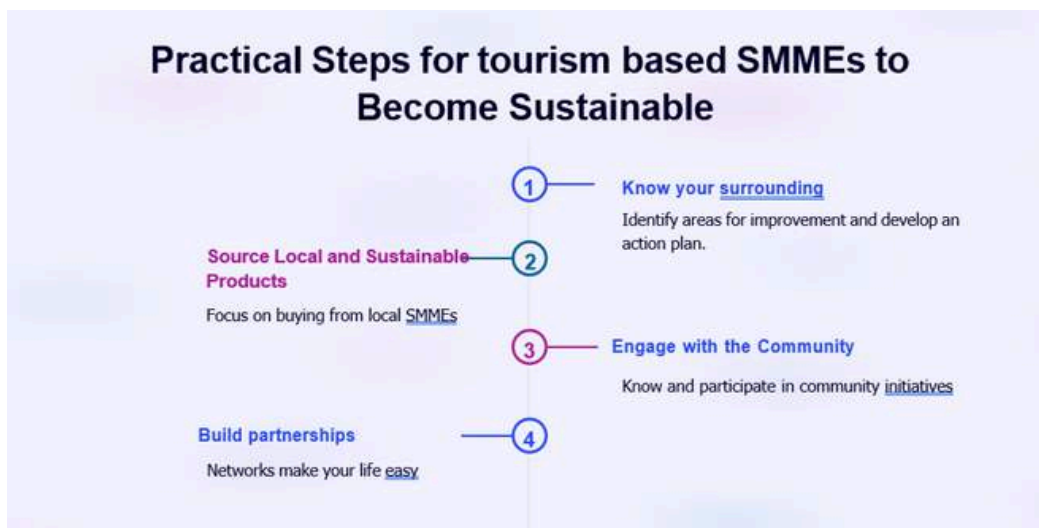 Practical Steps for tourism based SMMEs to
Become Sustainable
1
Know your surrounding
Identify areas for improvement and develop an
action plan.
2
Source Local and Sustainable
Products
Focus on buying from local SMMEs
3
Engage with the Community
Know and participate in community initiatives
4
Build partnerships
Networks make your life easy